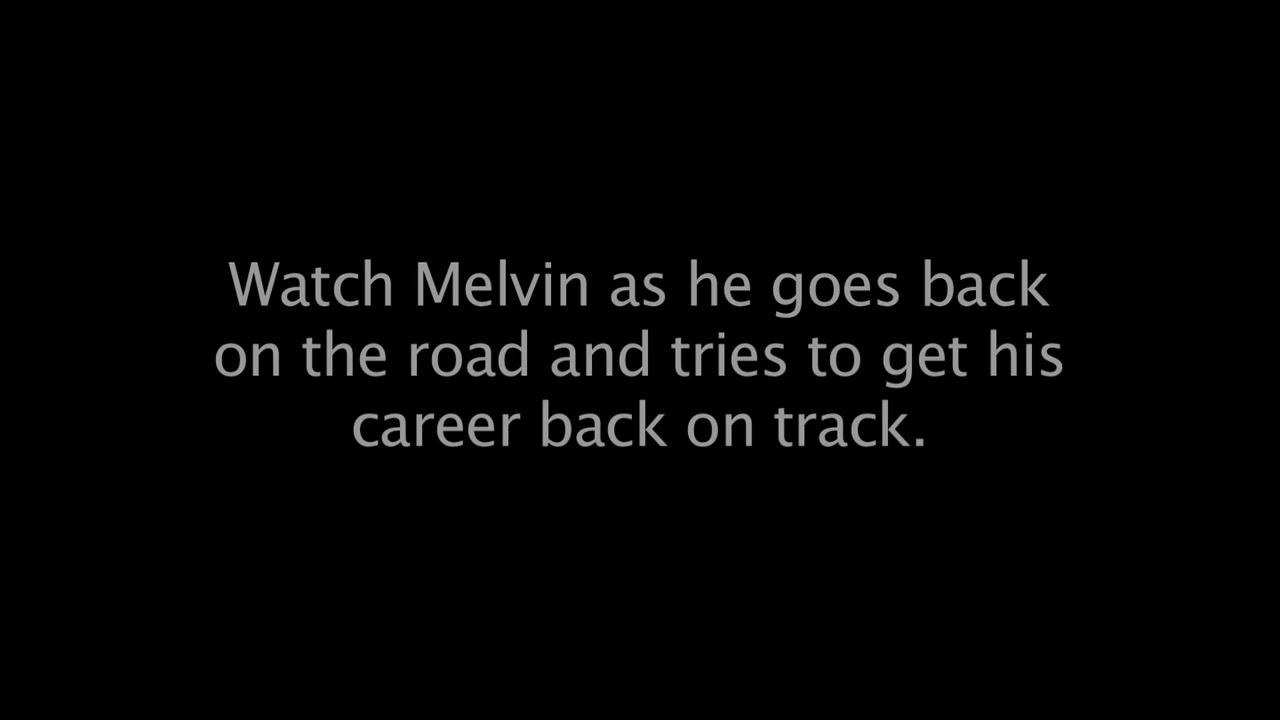 Watch Melvin as he goes back
on the road and tries to get his
career back on track.